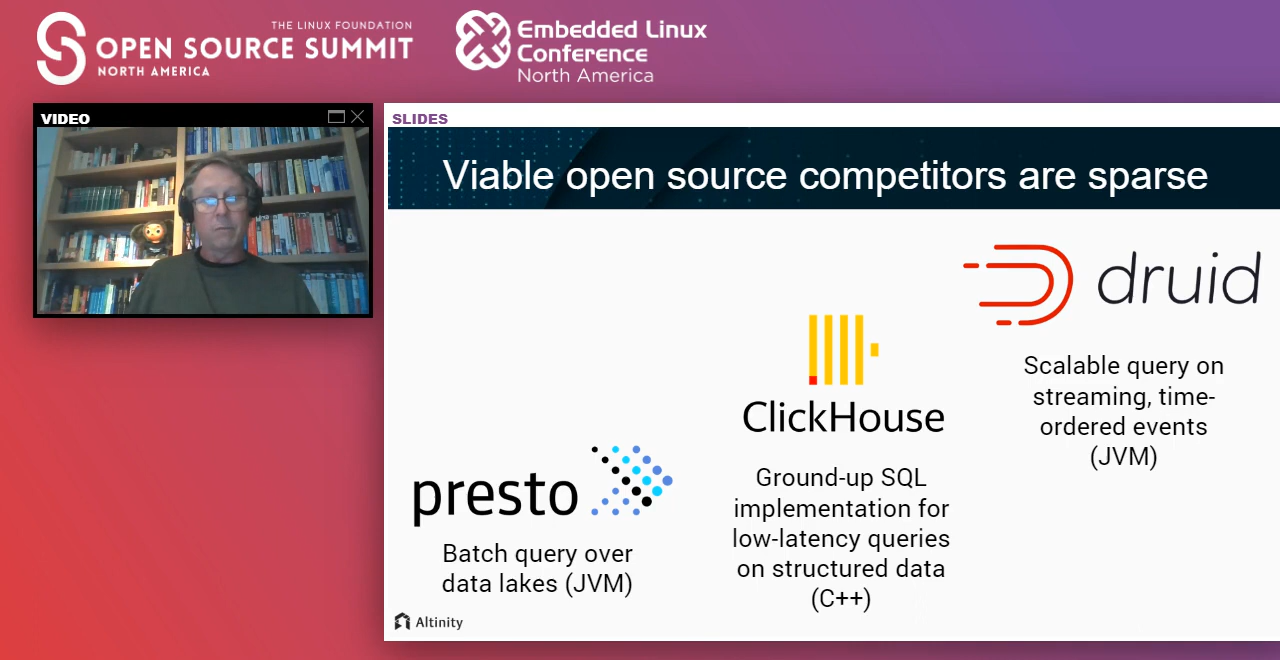 THE LINUX FOUNDATION
OPEN SOURCE SUMMIT
NORTH AMERICA
Embedded Linux
Conference
North America
VIDEO
SLIDES
Viable open source competitors are sparse
druid
Scalable query on
streaming, time-
ordered events
(JVM)
ClickHouse
Ground-up SQL
implementation for
low-latency queries
on structured data
(C++)
presto
Batch query over
data lakes (JVM)
Altinity